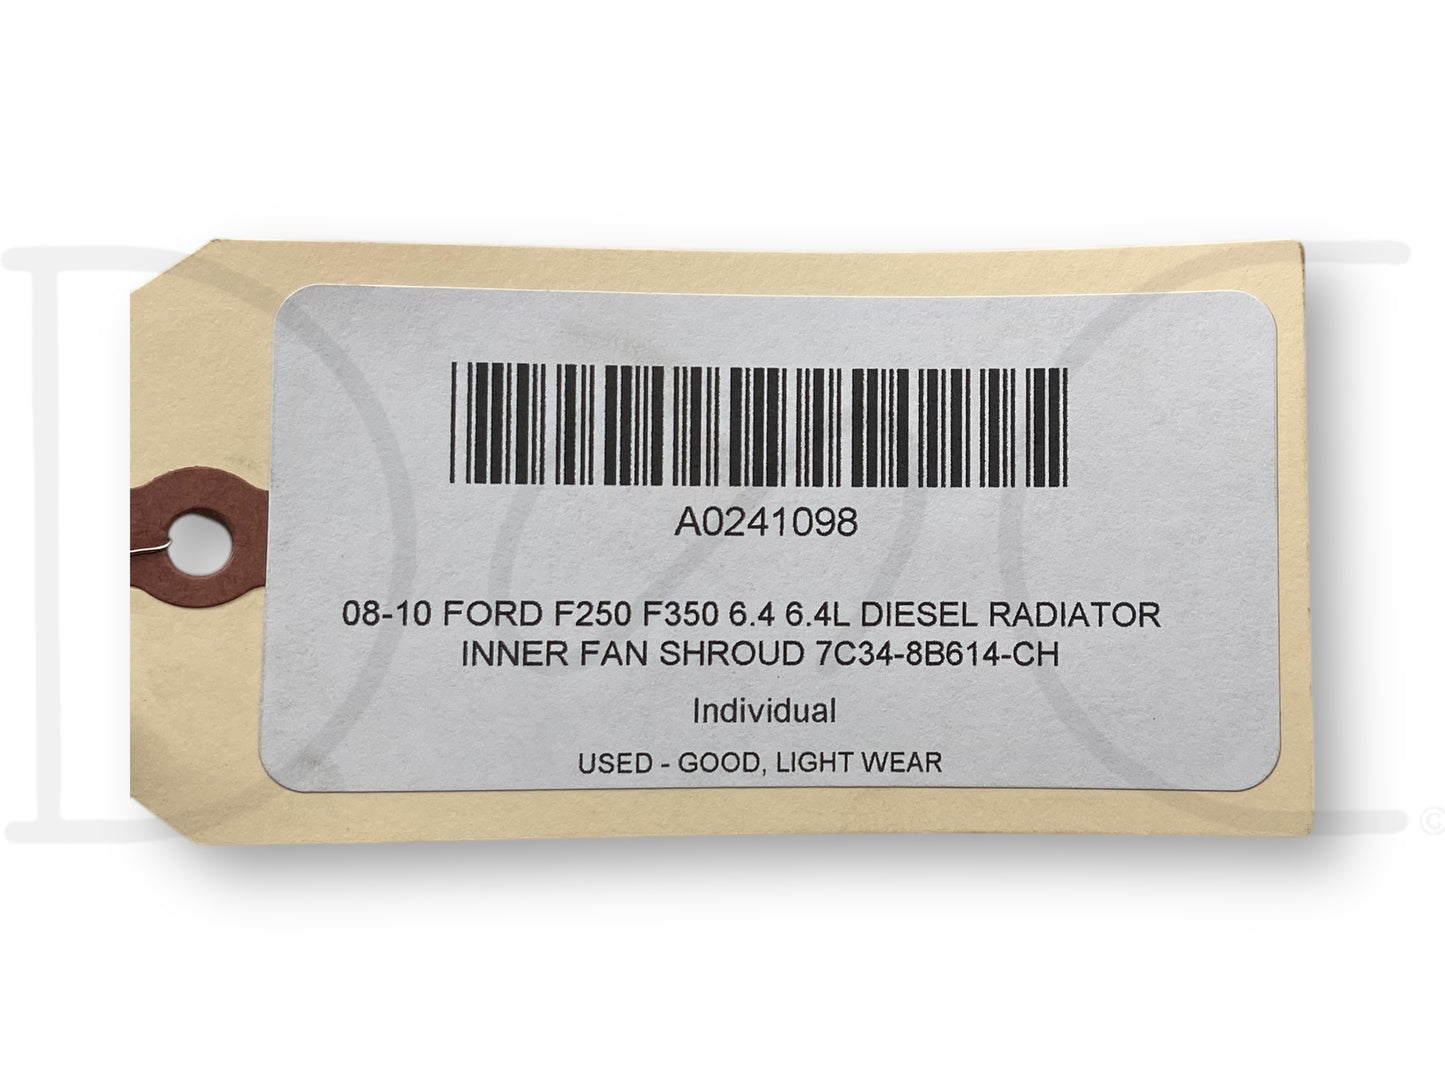 A0241098
08-10 FORD F250 F350 6.4 6.4L DIESEL RADIATOR
INNER FAN SHROUD 7C34-8B614-CH
Individual
USED - GOOD, LIGHT WEAR
©